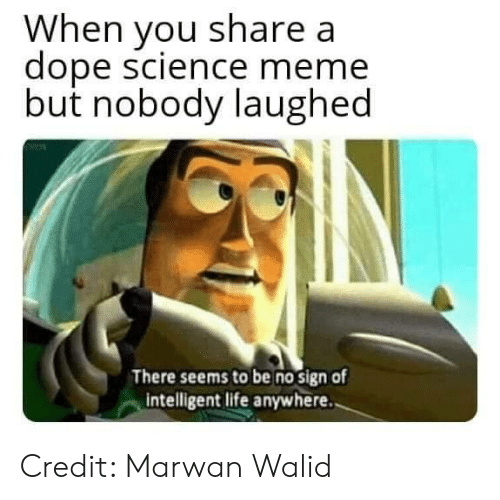 When you share a
dope science meme
but nobody laughed
There seems to be no sign of
intelligent life anywhere.
Credit: Marwan Walid